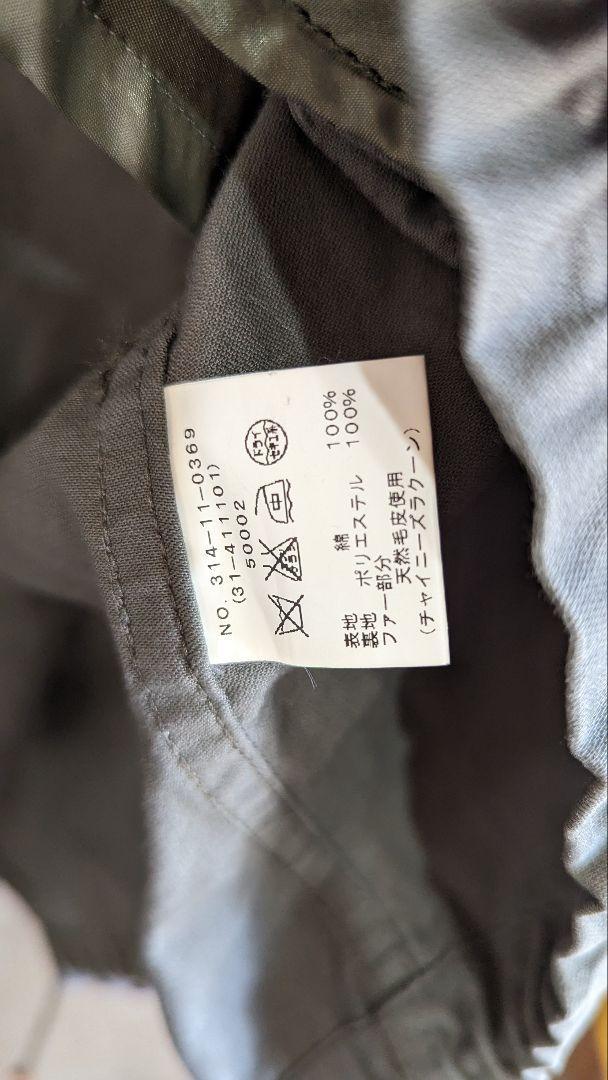 NO. 314-11-0369
(31-411101)
50002
中
ドライ
セキユ系
表地 綿 100%
裏地 ポリエステル 100%
ファー部分
天然毛皮使用
(チャイニーズラクーン)